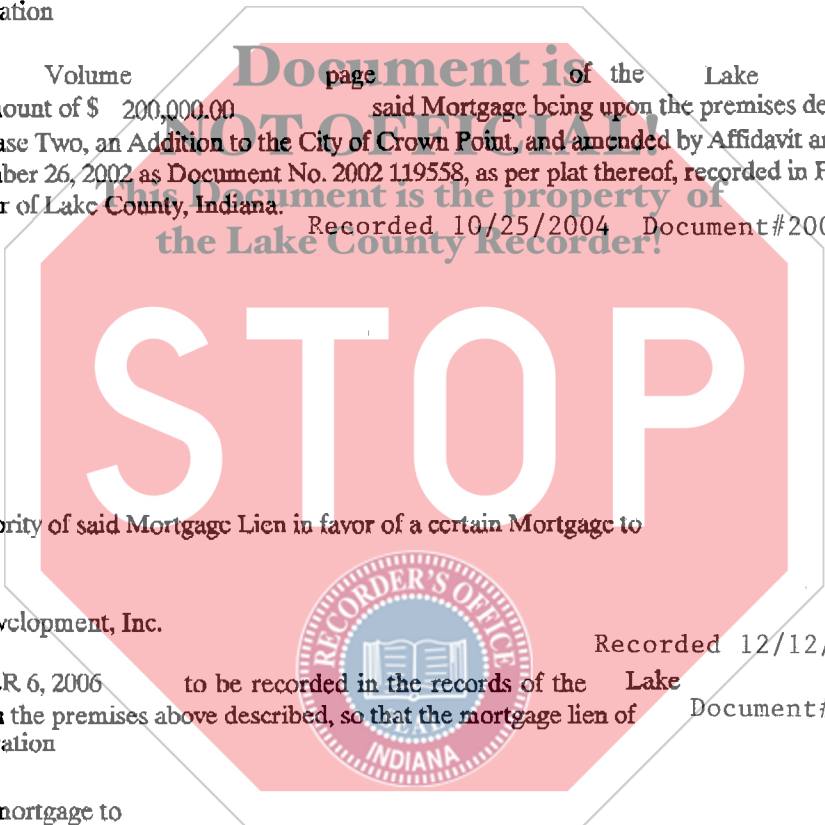 ation
Document is
Volume page of the Lake
ount of $ 200,000.00 said Mortgage being upon the premises de
NOT OFFICIAL!
ase Two, an Addition to the City of Crown Point, and amended by Affidavit an
ber 26, 2002 as Document No. 2002 119558, as per plat thereof, recorded in P
This Document is the property of
r of Lake County, Indiana.
Recorded 10/25/2004 Document#200
the Lake County Recorder!
STOP
ority of said Mortgage Lien in favor of a certain Mortgage to
RECORDER'S OFFICE
velopment, Inc.
Recorded 12/12/
R 6, 2006 to be recorded in the records of the Lake
the premises above described, so that the mortgage lien of Document#
SEAL
ation
INDIANA
mortgage to